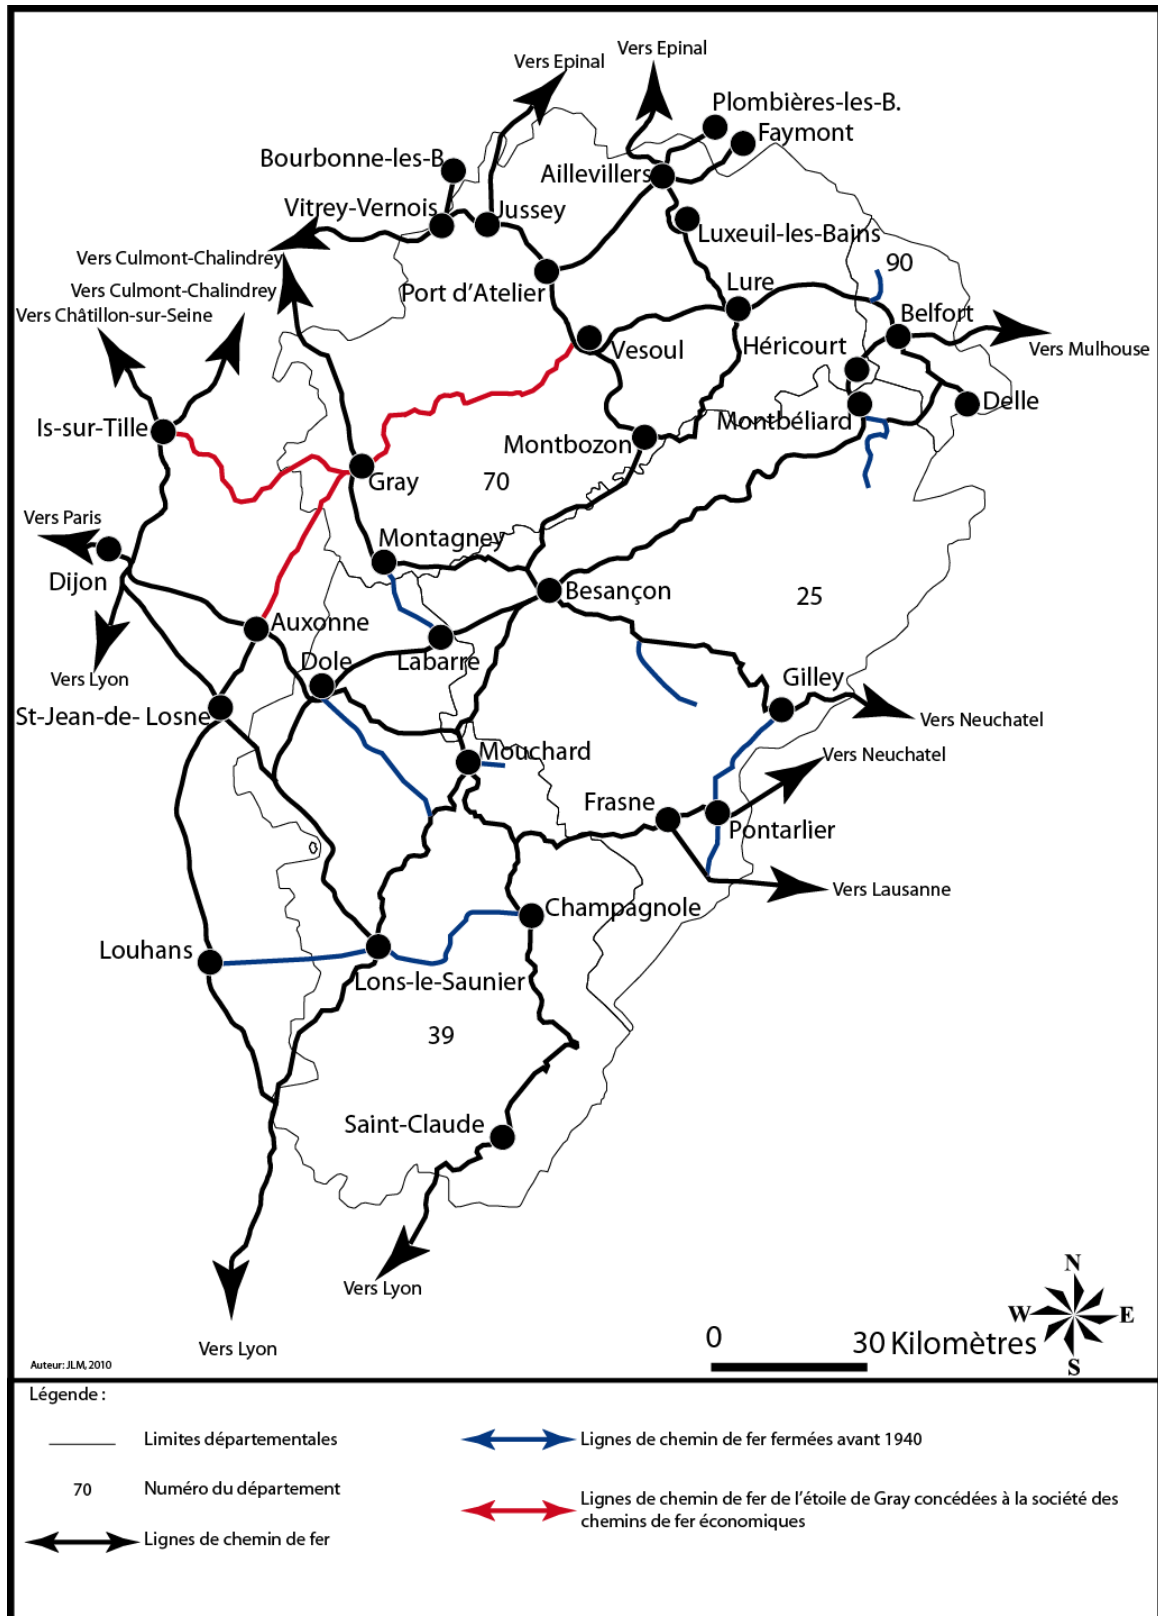 Vers Epinal
Vers Epinal
Plombières-les-B.
Faymont
Bourbonne-les-B
Aillevillers
Vitrey-Vernois
Jussey
Luxeuil-les-Bains
Vers Culmont-Chalindrey
90
Vers Culmont-Chalindrey
Port d'Atelier
Lure
Vers Châtillon-sur-Seine
Belfort
Vesoul
Héricourt
Vers Mulhouse
Is-sur-Tille
Montbéliard
Delle
Montbozon
Gray
70
Vers Paris
Montagney
Dijon
Besançon
25
Auxonne
Dole
Labarre
Vers Lyon
Gilley
St-Jean-de- Losne
Vers Neuchatel
Mouchard
Vers Neuchatel
Frasne
Pontarlier
Vers Lausanne
Champagnole
Louhans
Lons-le-Saunier
39
Saint-Claude
Vers Lyon
Vers Lyon
N
W
E
S
0
30 Kilomètres
Auteur: JLM, 2010
Légende :
Limites départementales
70
Numéro du département
Lignes de chemin de fer
Lignes de chemin de fer fermées avant 1940
Lignes de chemin de fer de l'étoile de Gray concédées à la société des
chemins de fer économiques